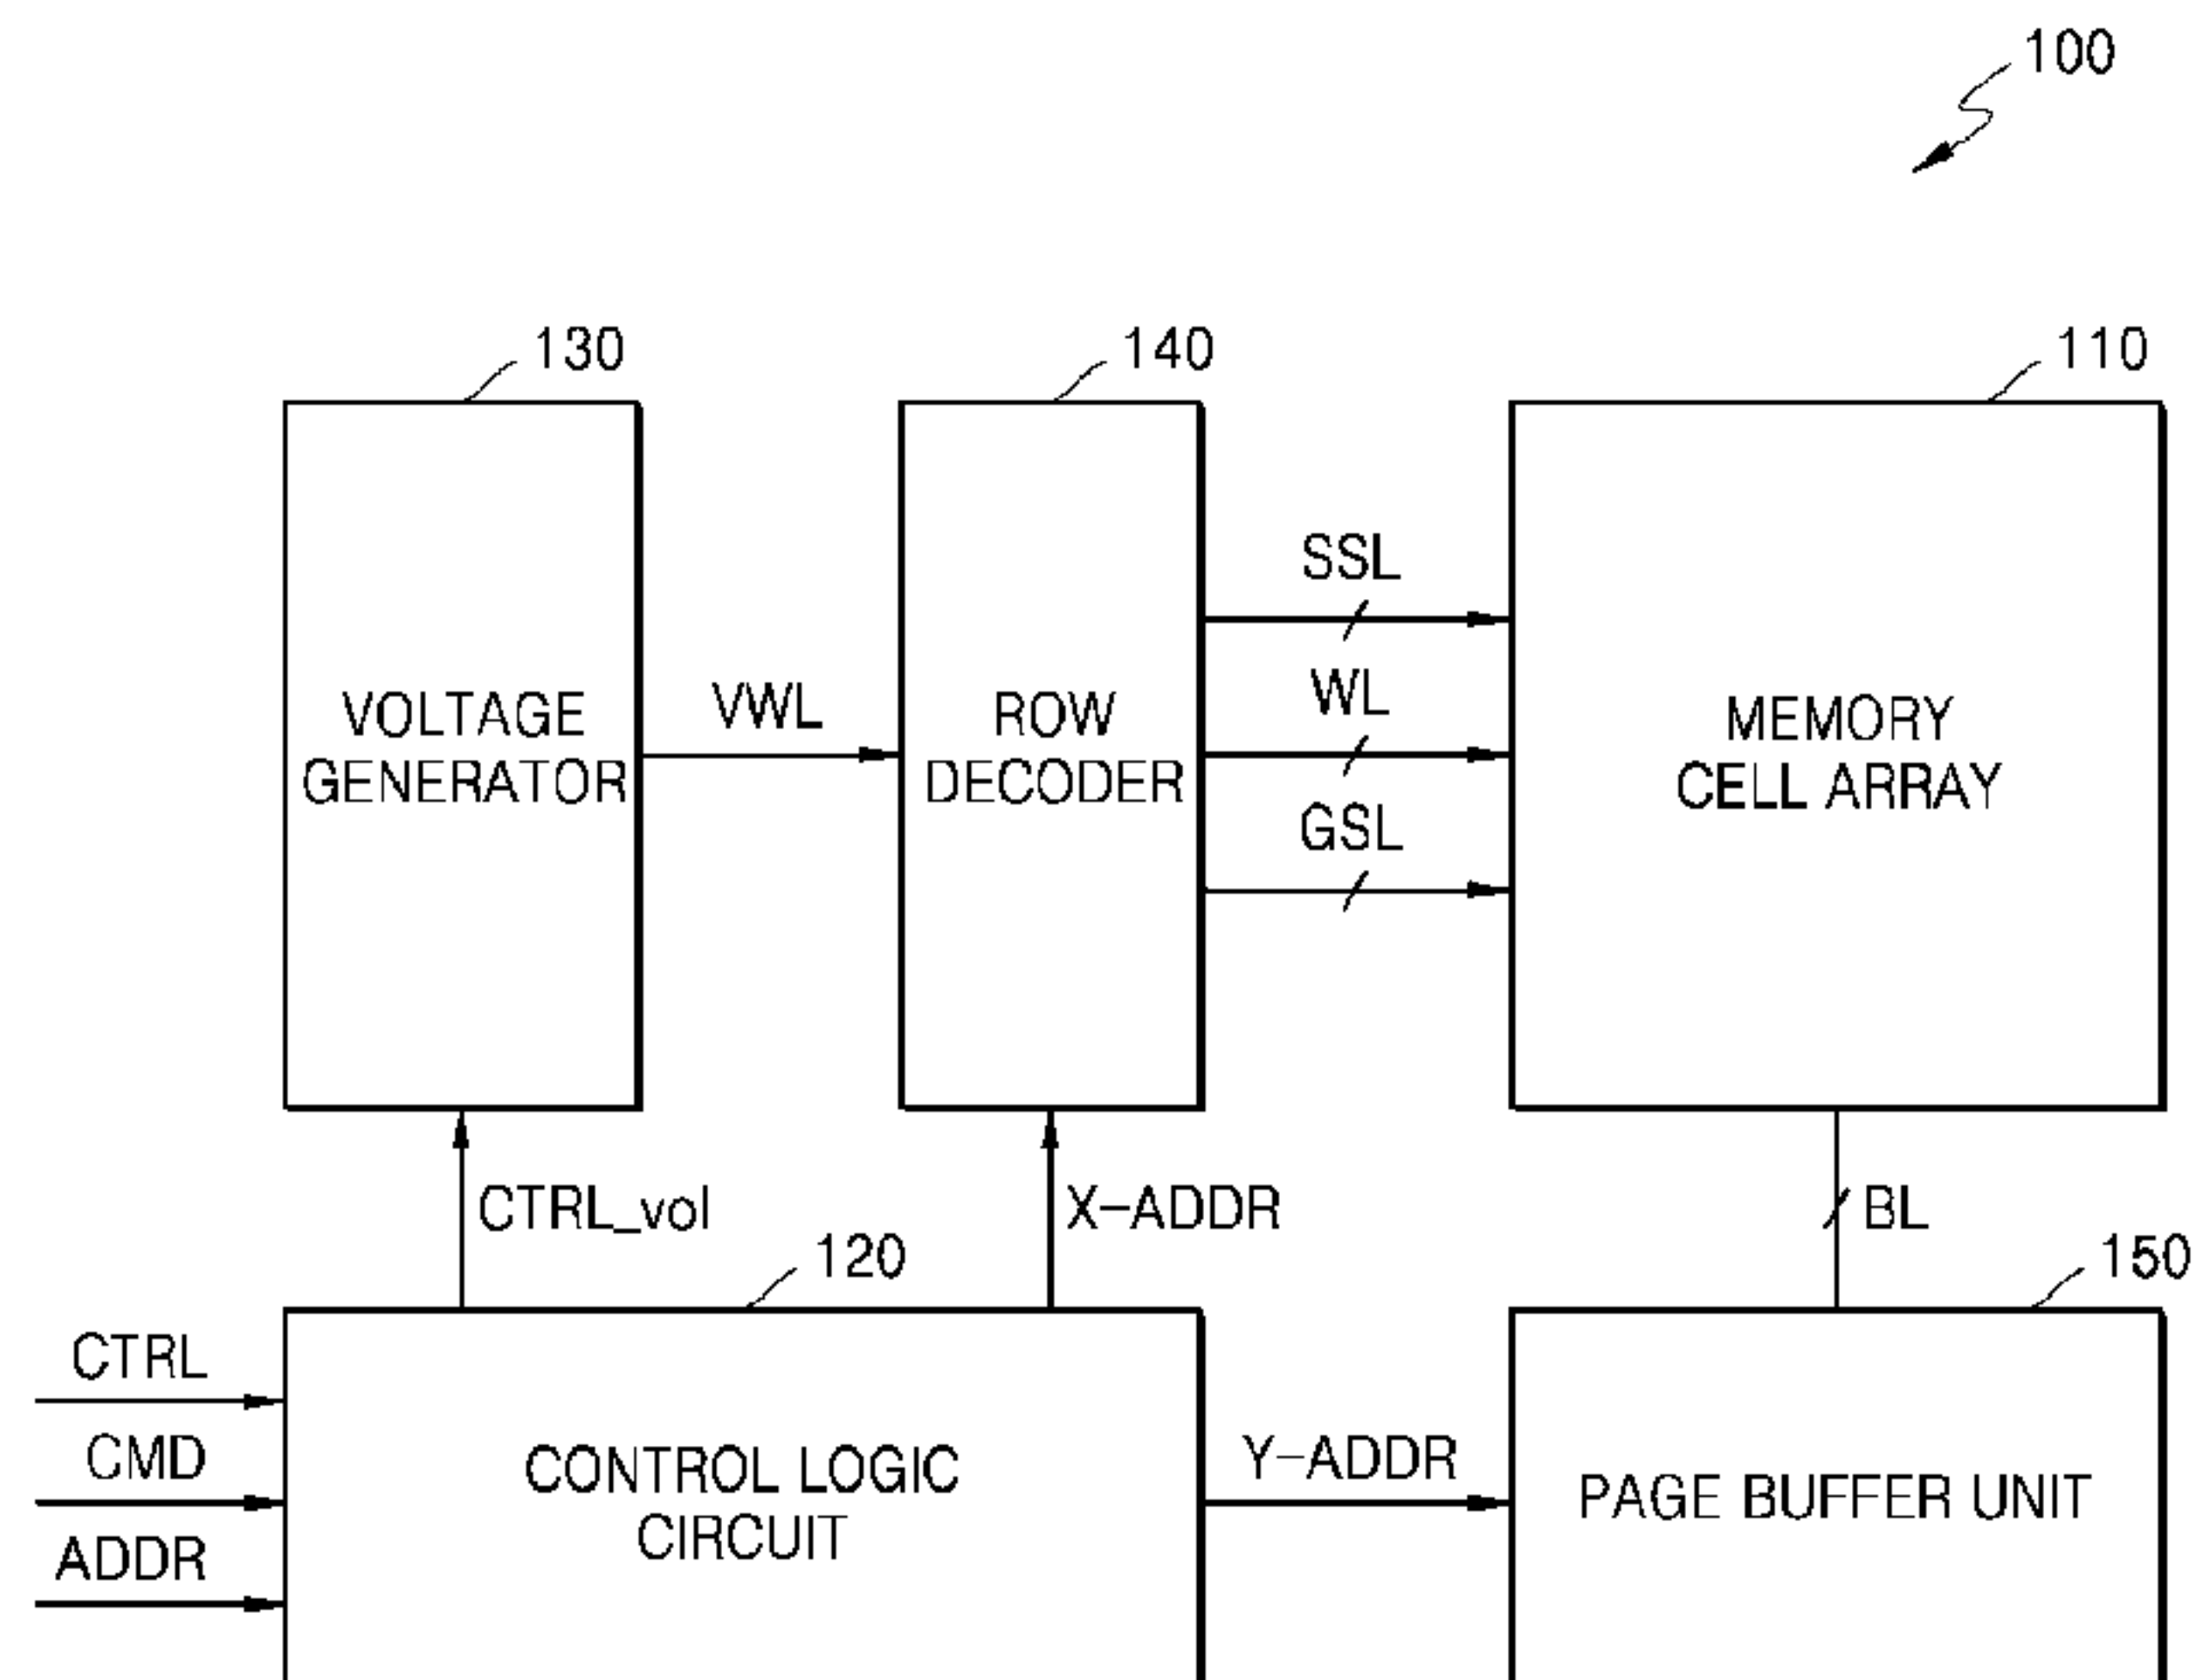 100
130
140
110
SSL
VOLTAGE
GENERATOR
VWL
ROW
DECODER
WL
MEMORY
CELL ARRAY
GSL
CTRL_vol
X-ADDR
BL
120
150
CTRL
CMD
ADDR
CONTROL LOGIC
CIRCUIT
Y-ADDR
PAGE BUFFER UNIT